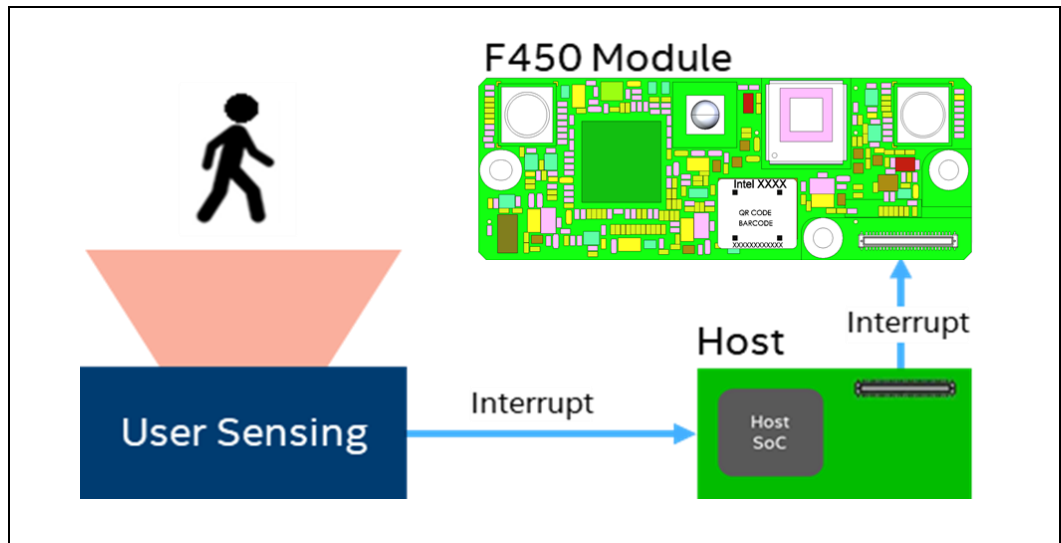 F450 Module
Intel XXXX
QR CODE
BARCODE
XXXXXXXXXXXX
Interrupt
Host
User Sensing
Interrupt
Host
SoC